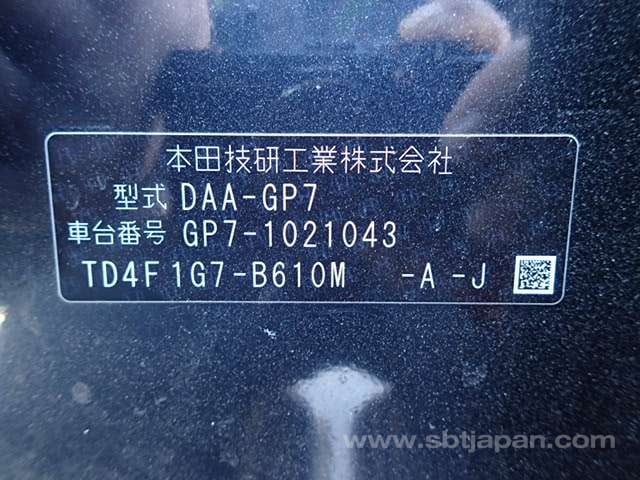 本田技研工業株式会社
型式 DAA-GP7
車台番号 GP7-1021043
TD4F1G7-B610M -A -J
www.sbtjapan.com